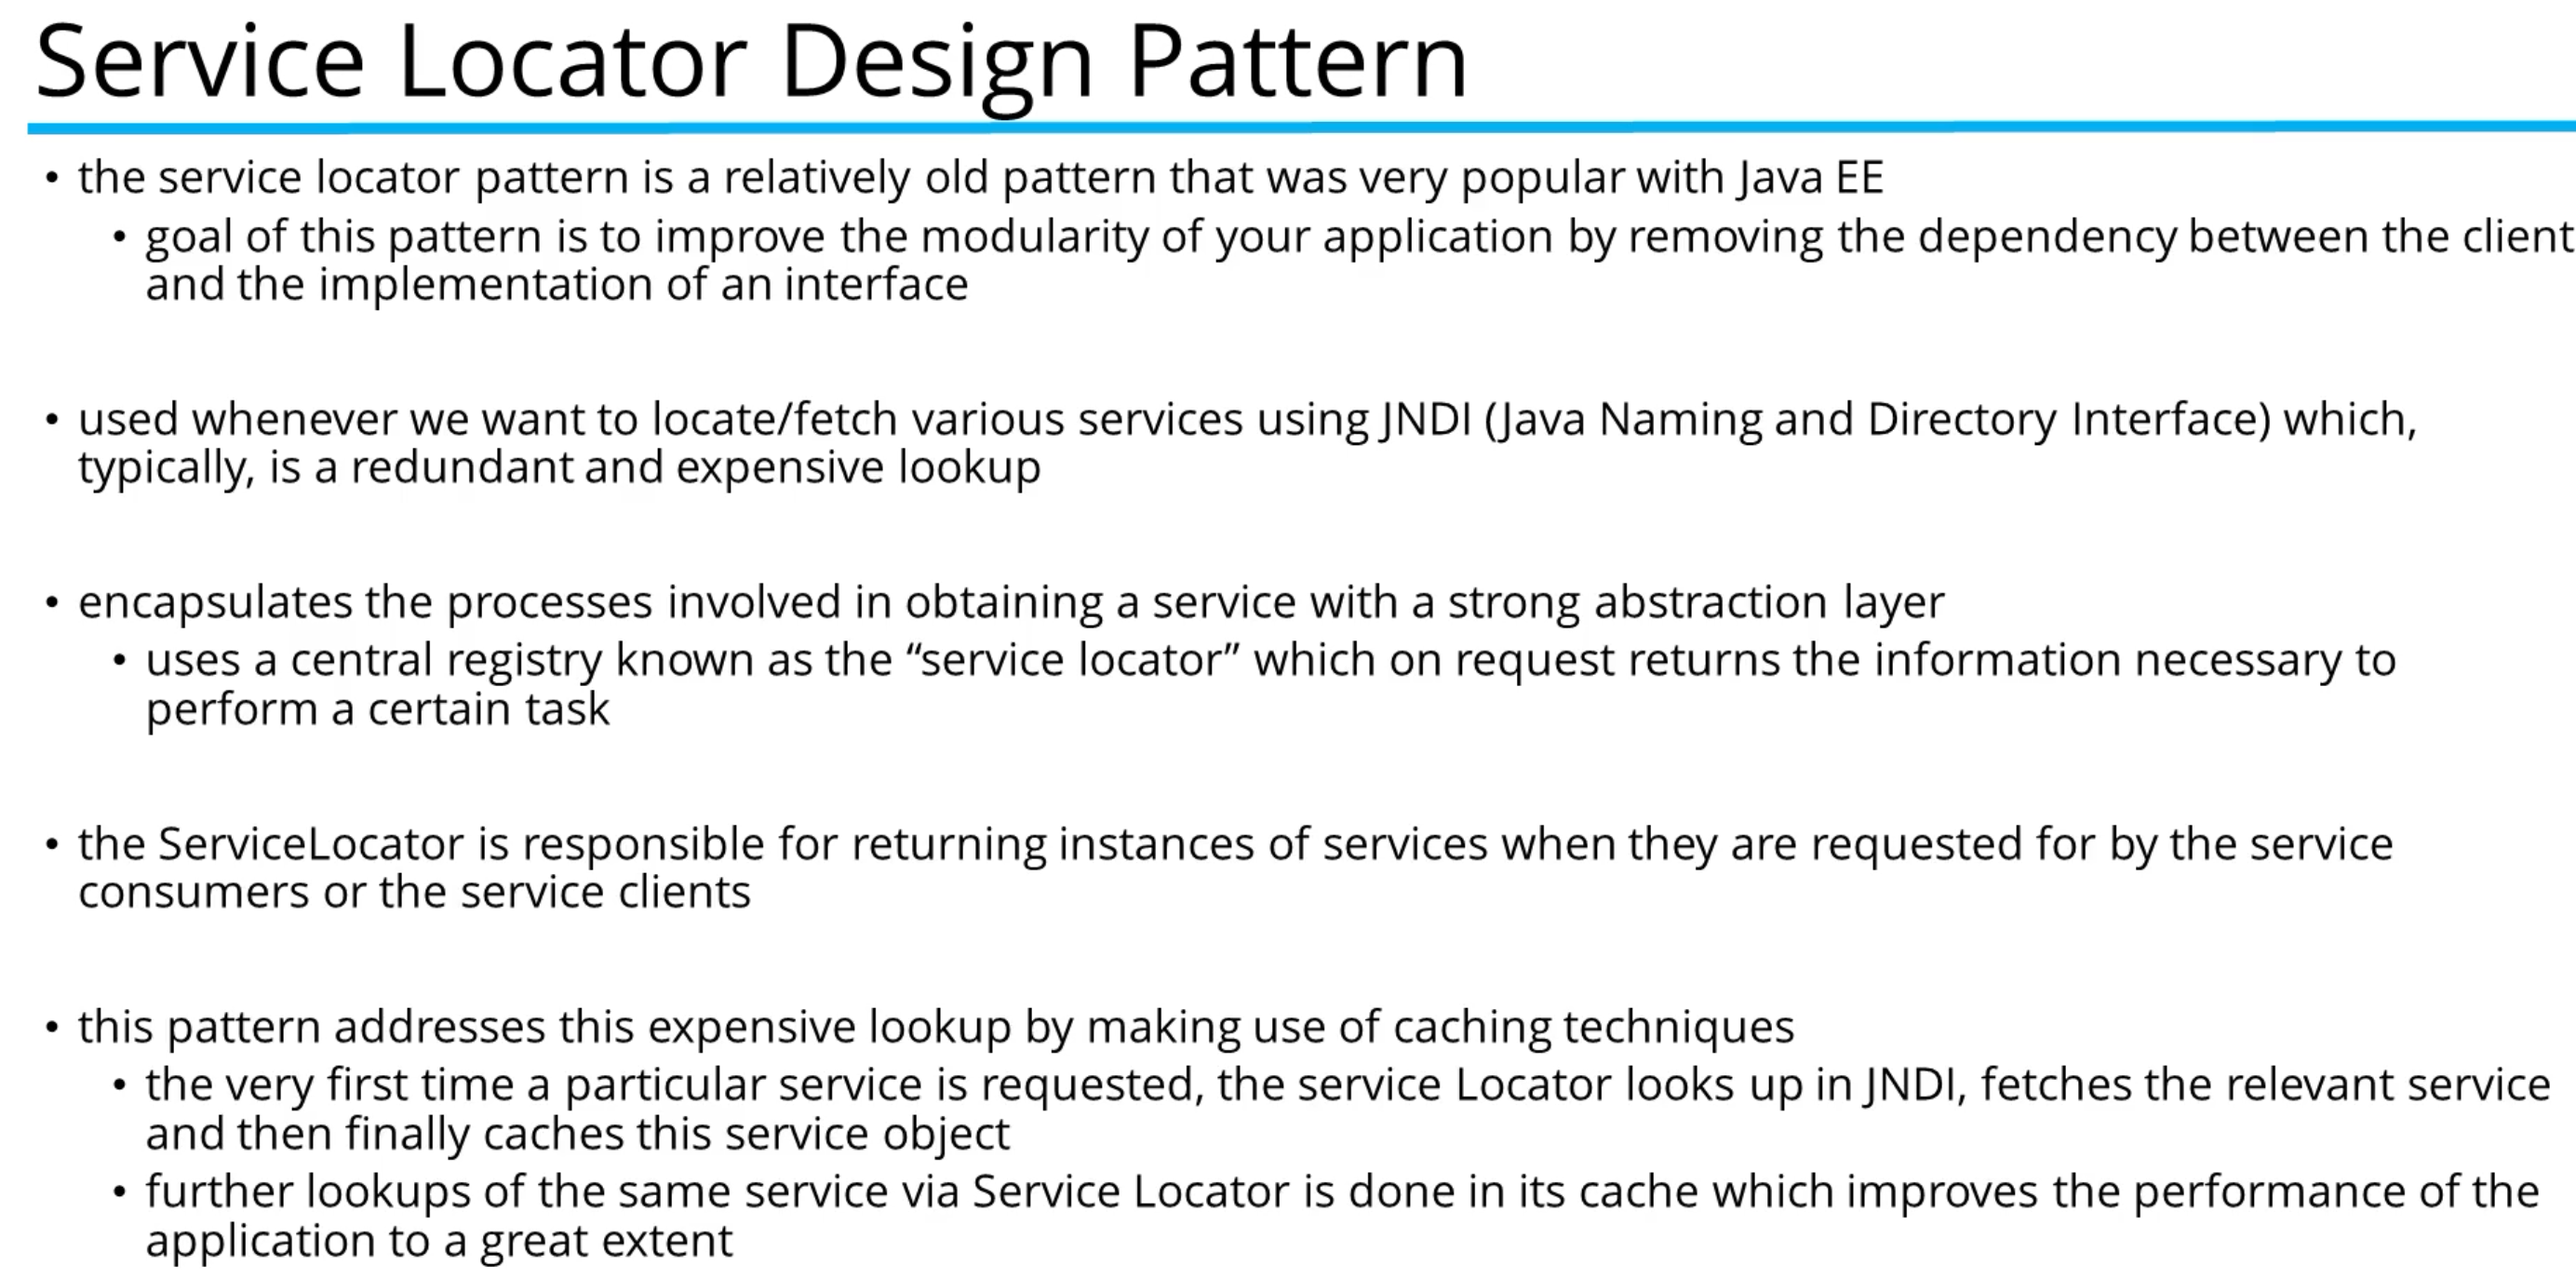 Service Locator Design Pattern
• the service locator pattern is a relatively old pattern that was very popular with Java EE
• goal of this pattern is to improve the modularity of your application by removing the dependency between the client
and the implementation of an interface
• used whenever we want to locate/fetch various services using JNDI (Java Naming and Directory Interface) which,
typically, is a redundant and expensive lookup
• encapsulates the processes involved in obtaining a service with a strong abstraction layer
• uses a central registry known as the “service locator” which on request returns the information necessary to
perform a certain task
• the ServiceLocator is responsible for returning instances of services when they are requested for by the service
consumers or the service clients
• this pattern addresses this expensive lookup by making use of caching techniques
• the very first time a particular service is requested, the service Locator looks up in JNDI, fetches the relevant service
and then finally caches this service object
• further lookups of the same service via Service Locator is done in its cache which improves the performance of the
application to a great extent